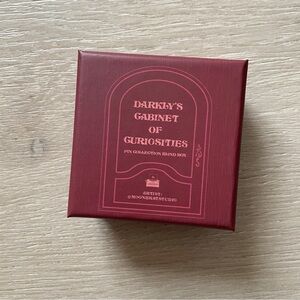 DARKLY'S
CABINET
OF
CURIOSITIES
PIN COLLECTION BLIND BOX
ARTIST: